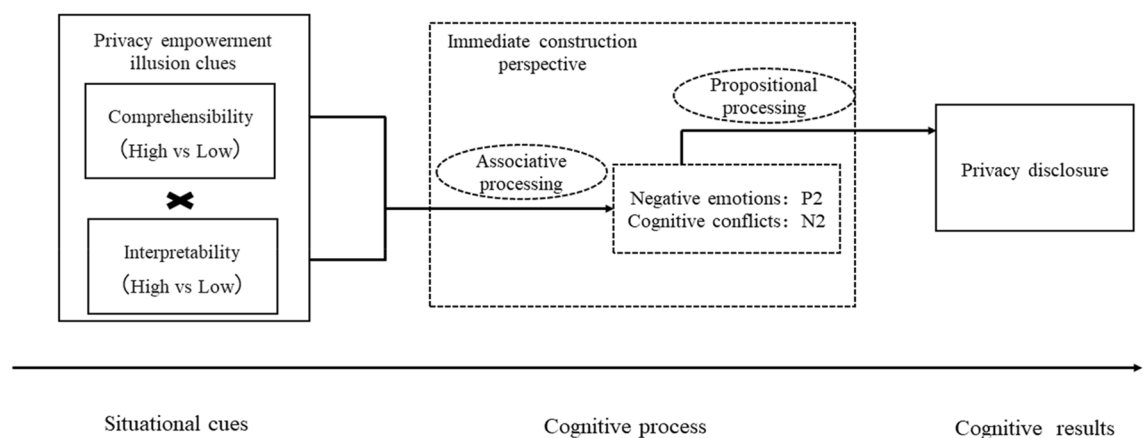 Privacy empowerment
illusion clues
Comprehensibility
（High vs Low）
Interpretability
（High vs Low）
Immediate construction
perspective
Associative
processing
Propositional
processing
Negative emotions：P2
Cognitive conflicts：N2
Privacy disclosure
Situational cues
Cognitive process
Cognitive results